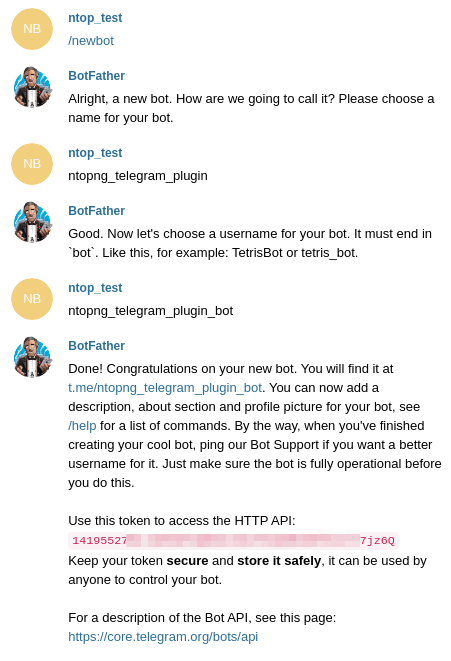 ntop_test
NB
/newbot
BotFather
Alright, a new bot. How are we going to call it? Please choose a
name for your bot.
ntop_test
NB
ntopng_telegram_plugin
BotFather
Good. Now let's choose a username for your bot. It must end in
`bot`. Like this, for example: TetrisBot or tetris_bot.
ntop_test
NB
ntopng_telegram_plugin_bot
BotFather
Done! Congratulations on your new bot. You will find it at
t.me/ntopng_telegram_plugin_bot. You can now add a
description, about section and profile picture for your bot, see
/help for a list of commands. By the way, when you've finished
creating your cool bot, ping our Bot Support if you want a better
username for it. Just make sure the bot is fully operational before
you do this.
Use this token to access the HTTP API:
14195527 7jz6Q
Keep your token secure and store it safely, it can be used by
anyone to control your bot.
For a description of the Bot API, see this page:
https://core.telegram.org/bots/api